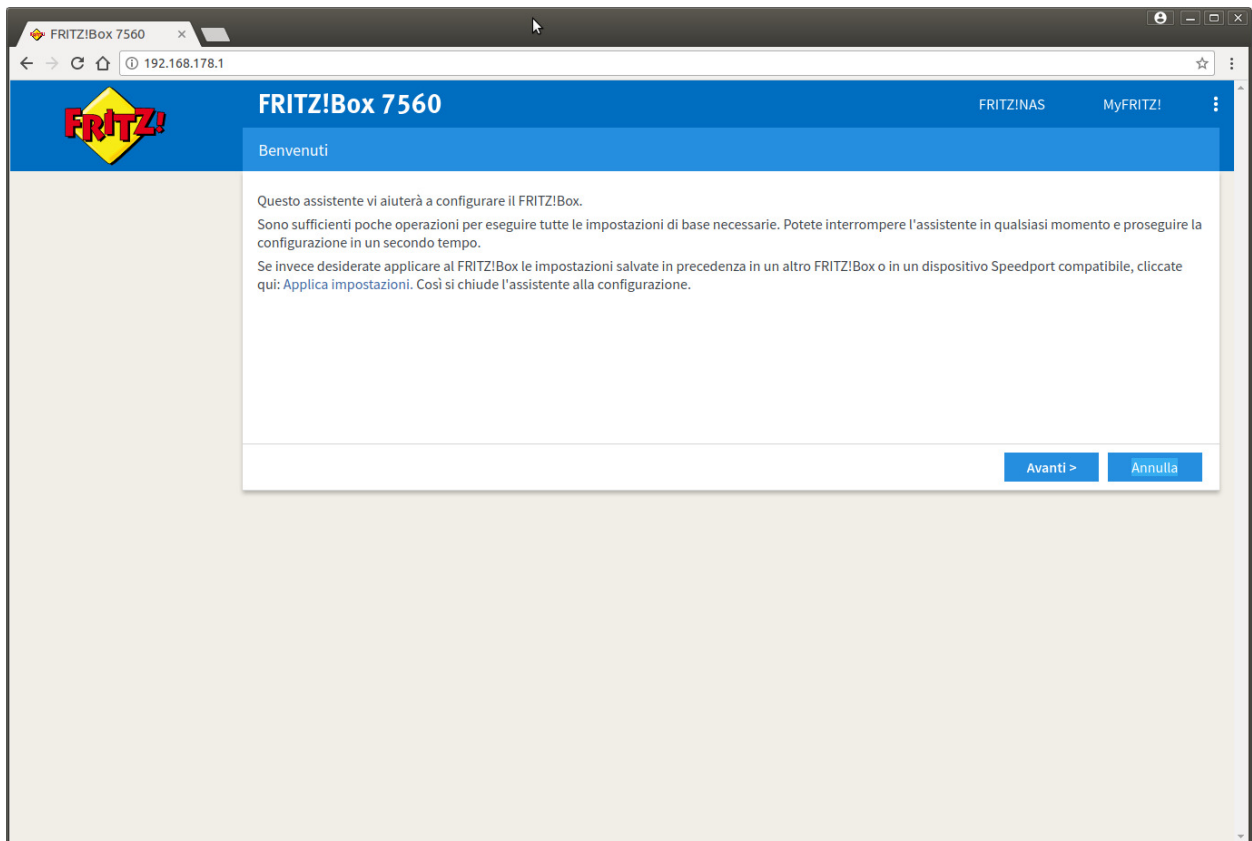 FRITZ!Box 7560
192.168.178.1
FRITZ!
FRITZ!Box 7560
FRITZ!NAS
MyFRITZ!
Benvenuti
Questo assistente vi aiuterà a configurare il FRITZ!Box.
Sono sufficienti poche operazioni per eseguire tutte le impostazioni di base necessarie. Potete interrompere l'assistente in qualsiasi momento e proseguire la
configurazione in un secondo tempo.
Se invece desiderate applicare al FRITZ!Box le impostazioni salvate in precedenza in un altro FRITZ!Box o in un dispositivo Speedport compatibile, cliccate
qui: Applica impostazioni. Così si chiude l'assistente alla configurazione.
Avanti >
Annulla